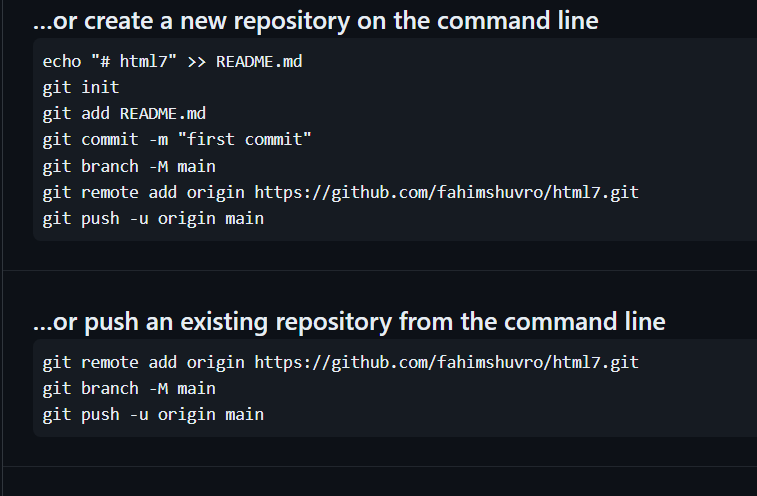 ...or create a new repository on the command line
echo "# html7" >> README.md
git init
git add README.md
git commit -m "first commit"
git branch -M main
git remote add origin https://github.com/fahimshuvro/html7.git
git push -u origin main
...or push an existing repository from the command line
git remote add origin https://github.com/fahimshuvro/html7.git
git branch -M main
git push -u origin main